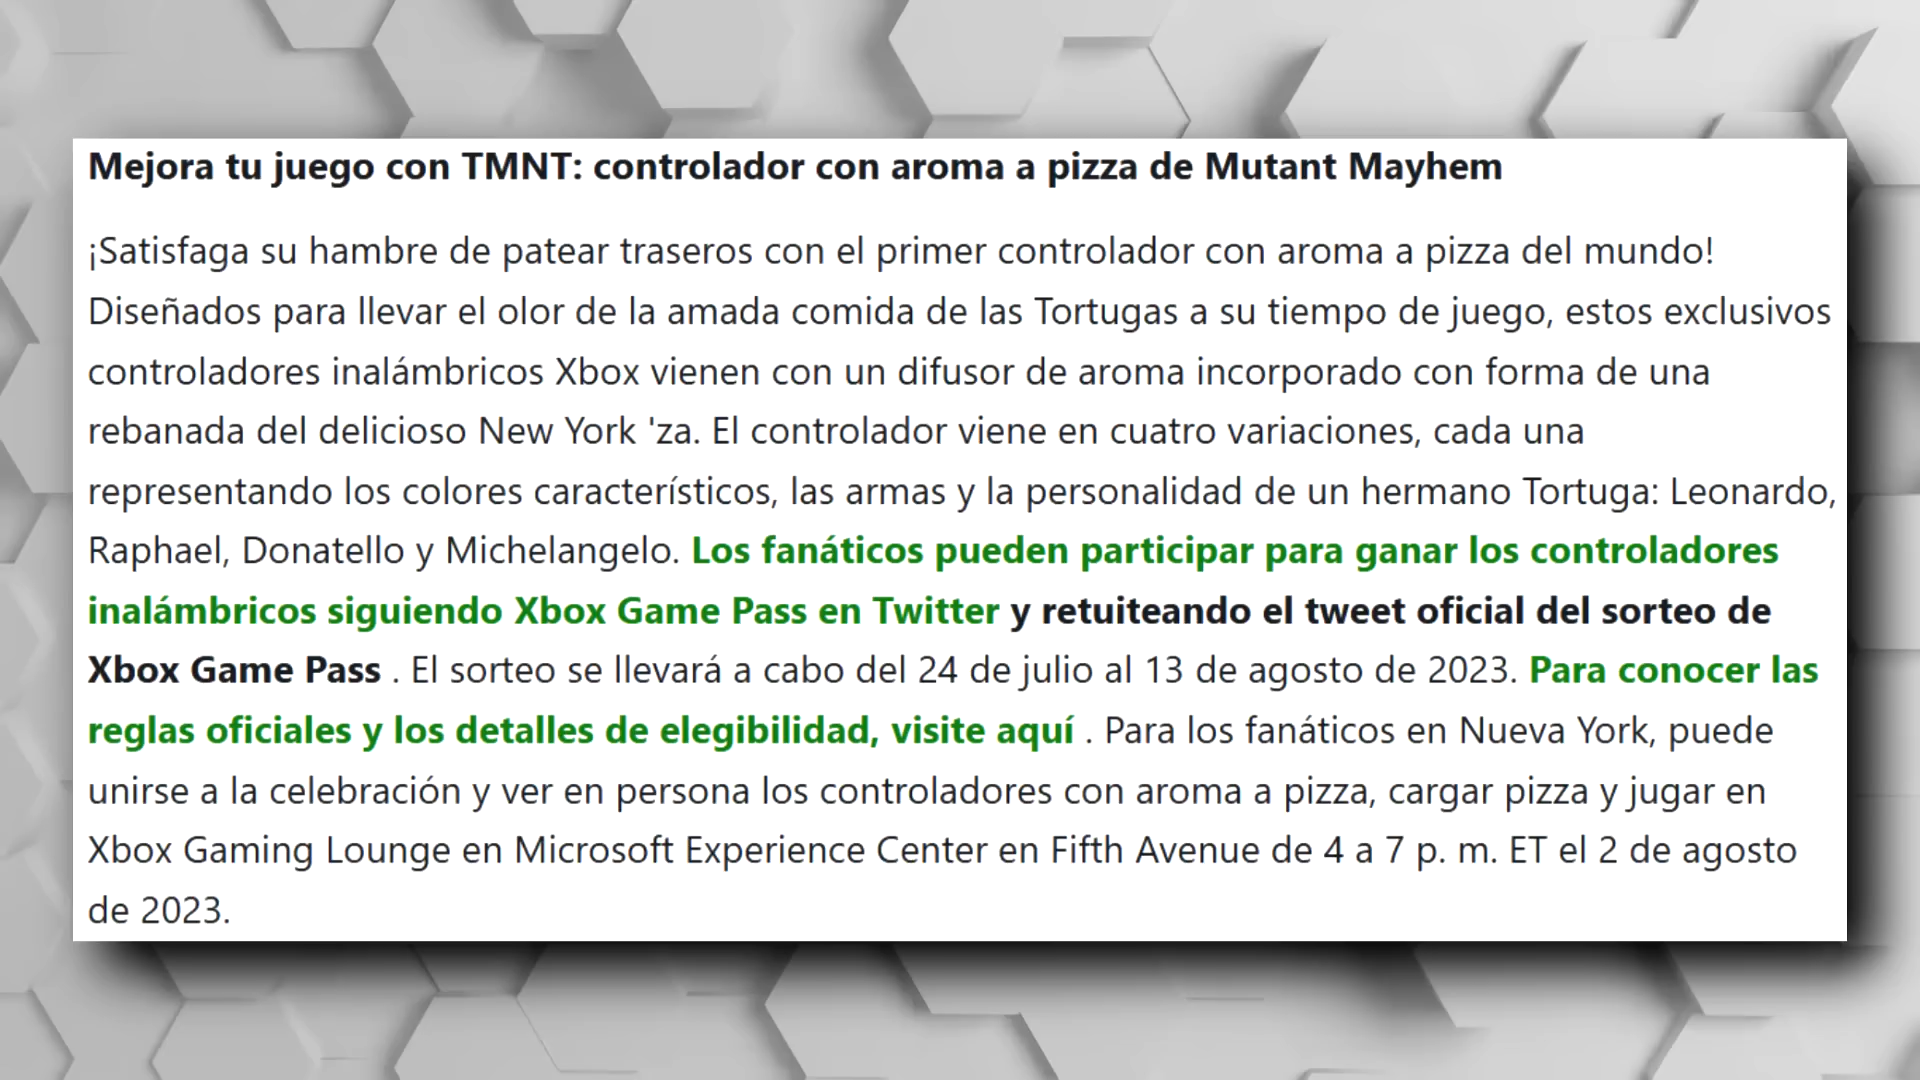 Mejora tu juego con TMNT: controlador con aroma a pizza de Mutant Mayhem
¡Satisfaga su hambre de patear traseros con el primer controlador con aroma a pizza del mundo!
Diseñados para llevar el olor de la amada comida de las Tortugas a su tiempo de juego, estos exclusivos
controladores inalámbricos Xbox vienen con un difusor de aroma incorporado con forma de una
rebanada del delicioso New York 'za. El controlador viene en cuatro variaciones, cada una
representando los colores característicos, las armas y la personalidad de un hermano Tortuga: Leonardo,
Raphael, Donatello y Michelangelo. Los fanáticos pueden participar para ganar los controladores
inalámbricos siguiendo Xbox Game Pass en Twitter y retuiteando el tweet oficial del sorteo de
Xbox Game Pass . El sorteo se llevará a cabo del 24 de julio al 13 de agosto de 2023. Para conocer las
reglas oficiales y los detalles de elegibilidad, visite aquí . Para los fanáticos en Nueva York, puede
unirse a la celebración y ver en persona los controladores con aroma a pizza, cargar pizza y jugar en
Xbox Gaming Lounge en Microsoft Experience Center en Fifth Avenue de 4 a 7 p. m. ET el 2 de agosto
de 2023.